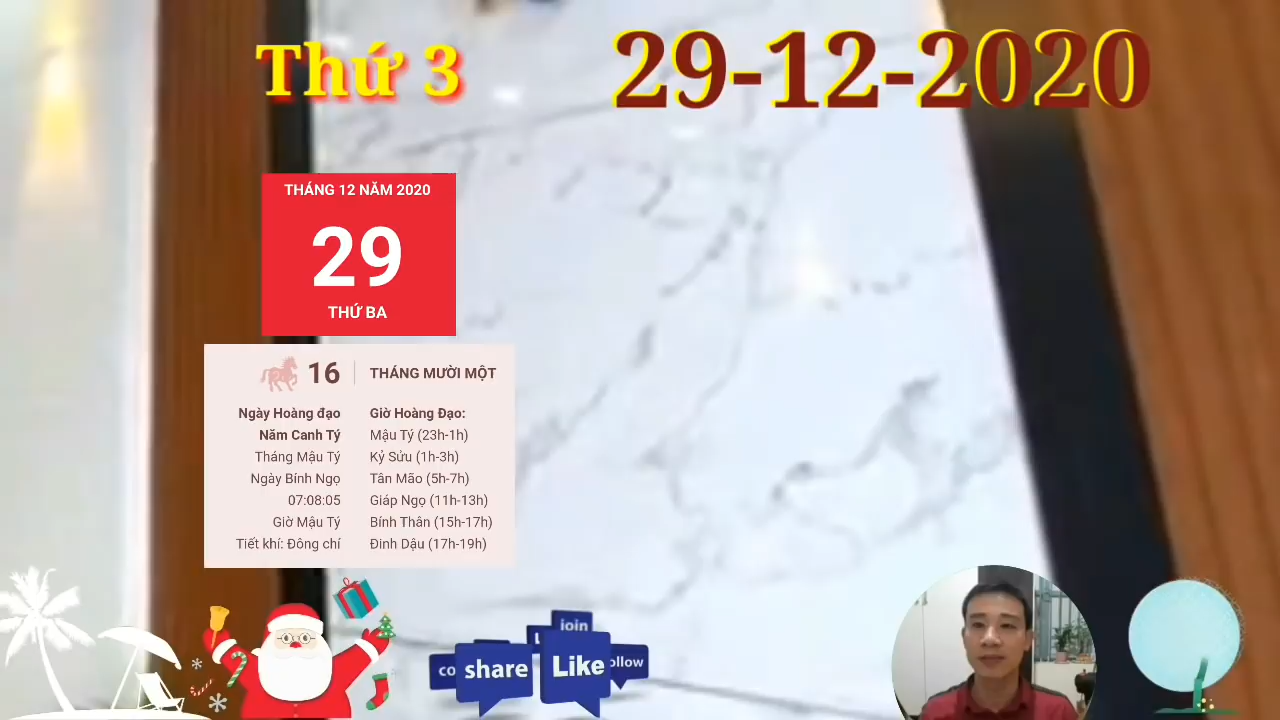 Thứ 3
29-12-2020
THÁNG 12 NĂM 2020
29
THỨ BA
16
THÁNG MƯỜI MỘT
Ngày Hoàng đạo
Năm Canh Tý
Tháng Mậu Tý
Ngày Bính Ngọ
07:08:05
Giờ Mậu Tý
Tiết khí: Đông chí
Giờ Hoàng Đạo:
Mậu Tý (23h-1h)
Kỷ Sửu (1h-3h)
Tân Mão (5h-7h)
Giáp Ngọ (11h-13h)
Bính Thân (15h-17h)
Đinh Dậu (17h-19h)
join
share
Like